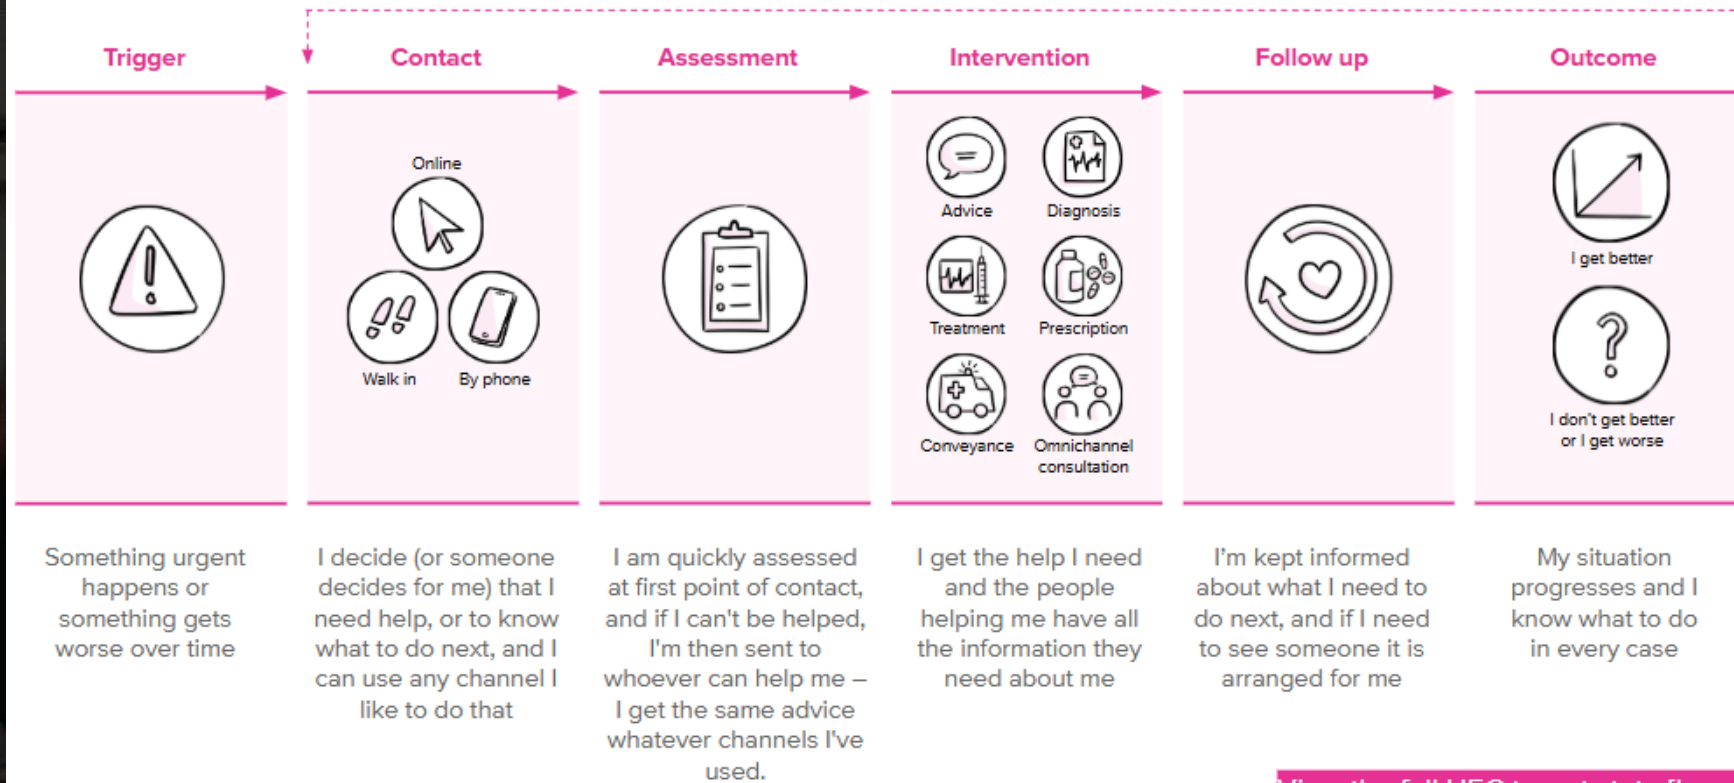 Trigger
Contact
Assessment
Intervention
Follow up
Outcome
Online
Walk in
By phone
Advice
Diagnosis
Treatment
Prescription
Conveyance
Omnichannel
consultation
I get better
I don't get better
or I get worse
Something urgent
happens or
something gets
worse over time
I decide (or someone
decides for me) that I
need help, or to know
what to do next, and I
can use any channel I
like to do that
I am quickly assessed
at first point of contact,
and if I can't be helped,
I'm then sent to
whoever can help me –
I get the same advice
whatever channels I've
used.
I get the help I need
and the people
helping me have all
the information they
need about me
I'm kept informed
about what I need to
do next, and if I need
to see someone it is
arranged for me
My situation
progresses and I
know what to do
in every case